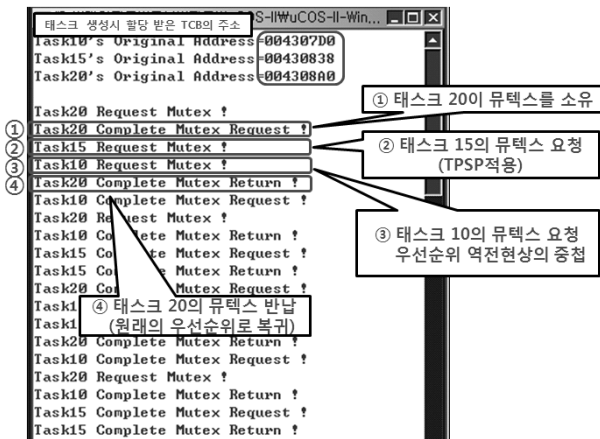 태스크 생성시 할당 받은 TCB의 주소
OS-II\uCOS-II-Win...
Task10's Original Address=004307D0
Task15's Original Address=00430838
Task20's Original Address=004308A0
Task20 Request Mutex !
① Task20 Complete Mutex Request !
② Task15 Request Mutex !
③ Task10 Request Mutex !
④ Task20 Complete Mutex Return !
Task10 Complete Mutex Request !
Task20 Request Mutex !
Task10 Complete Mutex Return !
Task15 Complete Mutex Request !
Task15 Complete Mutex Return !
Task20 Complete Mutex Request !
Task1
Task1
Task20 Complete Mutex Return !
Task10 Complete Mutex Request !
Task20 Request Mutex !
Task10 Complete Mutex Return !
Task15 Complete Mutex Request !
Task15 Complete Mutex Return !
① 태스크 20이 뮤텍스를 소유
② 태스크 15의 뮤텍스 요청
(TPSP적용)
③ 태스크 10의 뮤텍스 요청
우선순위 역전현상의 중첩
④ 태스크 20의 뮤텍스 반납
(원래의 우선순위로 복귀)